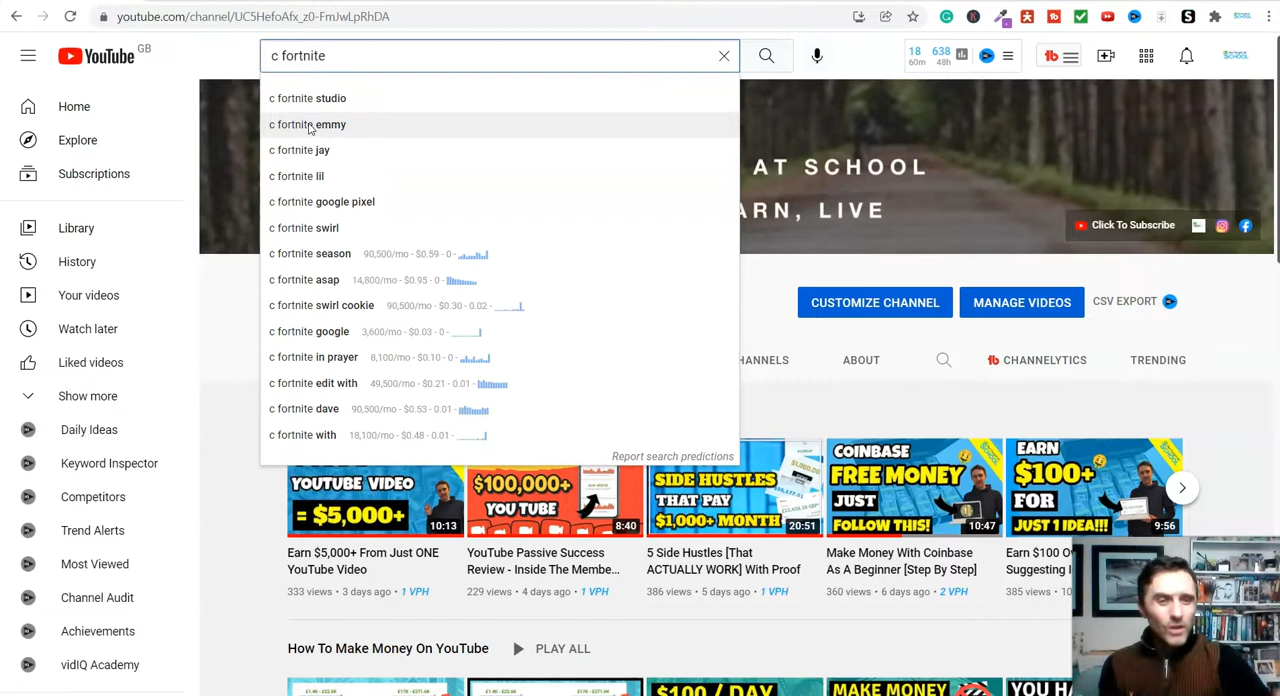 youtube.com/channel/UC5HefoAfx_z0-FmJwLpRhDA
YouTube GB
c fortnite
18 638
60m 48h
Home
Explore
Subscriptions
Library
History
Your videos
Watch later
Liked videos
Show more
Daily Ideas
Keyword Inspector
Competitors
Trend Alerts
Most Viewed
Channel Audit
Achievements
vidIQ Academy
c fortnite studio
c fortnite emmy
c fortnite jay
c fortnite lil
c fortnite google pixel
c fortnite swirl
c fortnite season 90,500/mo - $0.59 - 0 -
c fortnite asap 14,800/mo - $0.95 - 0 -
c fortnite swirl cookie 90,500/mo - $0.30 - 0.02 -
c fortnite google 3,600/mo - $0.03 - 0 -
c fortnite in prayer 8,100/mo - $0.10 - 0 -
c fortnite edit with 49,500/mo - $0.21 - 0.01 -
c fortnite dave 90,500/mo - $0.53 - 0.01 -
c fortnite with 18,100/mo - $0.48 - 0.01 -
Report search predictions
AT SCHOOL
ARN, LIVE
Click To Subscribe
CUSTOMIZE CHANNEL
MANAGE VIDEOS
CSV EXPORT
HANNELS
ABOUT
CHANNELYTICS
TRENDING
YOUTUBE VIDEO
= $5,000+
10:13
Earn $5,000+ From Just ONE
YouTube Video
333 views • 3 days ago • 1 VPH
$100,000+
YOU TUBE
8:40
YouTube Passive Success
Review - Inside The Membe...
229 views • 4 days ago • 1 VPH
SIDE HUSTLES
THAT PAY
$1,000+ MONTH
20:51
5 Side Hustles [That
ACTUALLY WORK] With Proof
386 views • 5 days ago • 1 VPH
COINBASE
FREE MONEY
JUST
FOLLOW THIS!
10:47
Make Money With Coinbase
As A Beginner [Step By Step]
360 views • 6 days ago • 2 VPH
EARN
$100+
FOR
JUST 1 IDEA!!!
9:56
Earn $100 O
Suggesting I
385 views • 10
How To Make Money On YouTube
PLAY ALL
$100 / DAY
MAKE MONEY
YOU HA